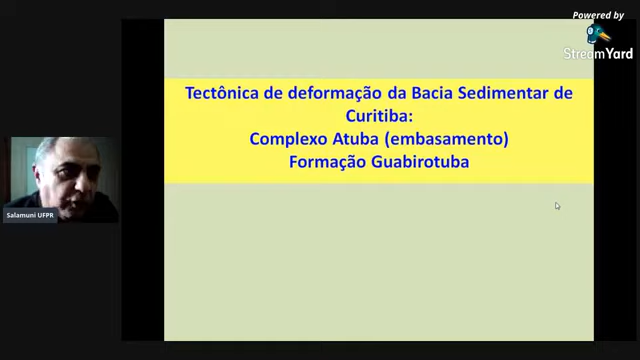 Powered by
StreamYard
Tectônica de deformação da Bacia Sedimentar de
Curitiba:
Complexo Atuba (embasamento)
Formação Guabirotuba
Salamuni UFPR